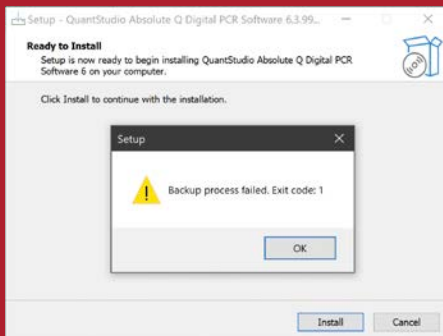 Setup - QuantStudio Absolute Q Digital PCR Software 6.3.99...
Ready to Install
Setup is now ready to begin installing QuantStudio Absolute Q Digital PCR
Software 6 on your computer.
Click Install to continue with the installation.
Setup
Backup process failed. Exit code: 1
OK
Install
Cancel